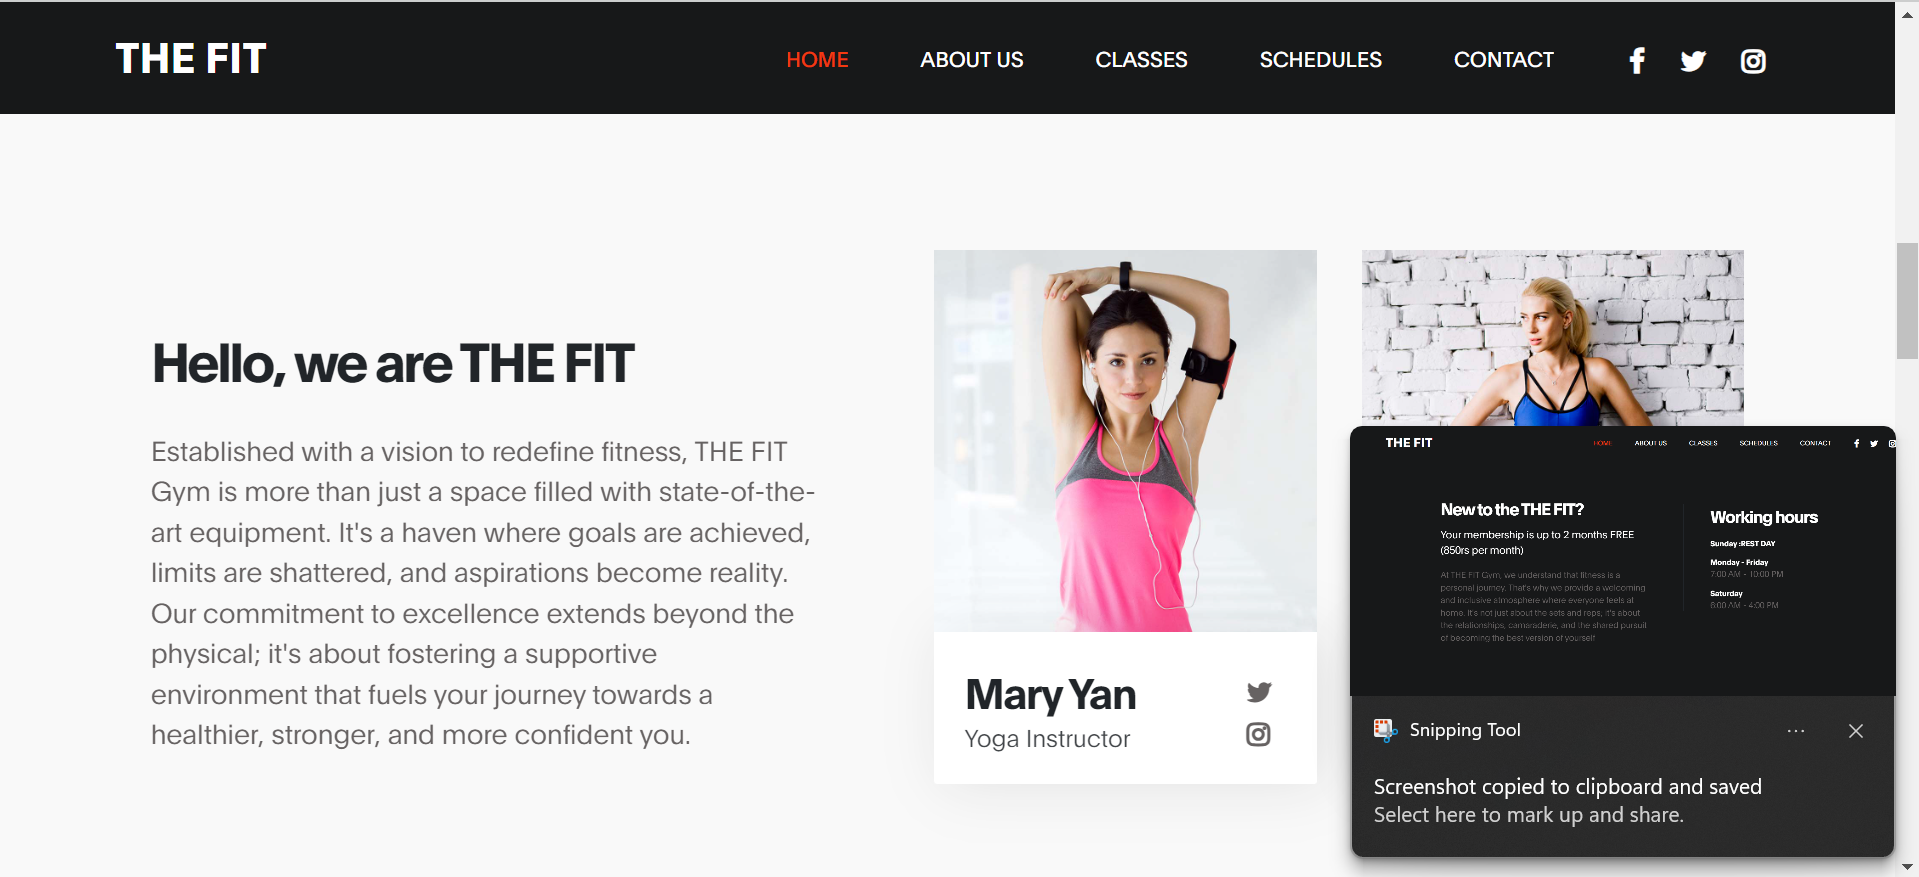 THE FIT
HOME ABOUT US CLASSES SCHEDULES CONTACT
Hello, we are THE FIT
Established with a vision to redefine fitness, THE FIT
Gym is more than just a space filled with state-of-the-
art equipment. It's a haven where goals are achieved,
limits are shattered, and aspirations become reality.
Our commitment to excellence extends beyond the
physical; it's about fostering a supportive
environment that fuels your journey towards a
healthier, stronger, and more confident you.
Mary Yan
Yoga Instructor
THE FIT
HOME ABOUT US CLASSES SCHEDULES CONTACT
New to the THE FIT?
Your membership is up to 2 months FREE
(850rs per month)
At THE FIT Gym, we understand that fitness is a
personal journey. That's why we provide a welcoming
and inclusive atmosphere where everyone feels at
home. It's not just about the sets and reps, it's about
the relationships, camaraderie, and the shared pursuit
of becoming the best version of yourself
Working hours
Sunday :REST DAY
Monday - Friday
7:00 AM - 10:00 PM
Saturday
6:00 AM - 4:00 PM
Snipping Tool
Screenshot copied to clipboard and saved
Select here to mark up and share.